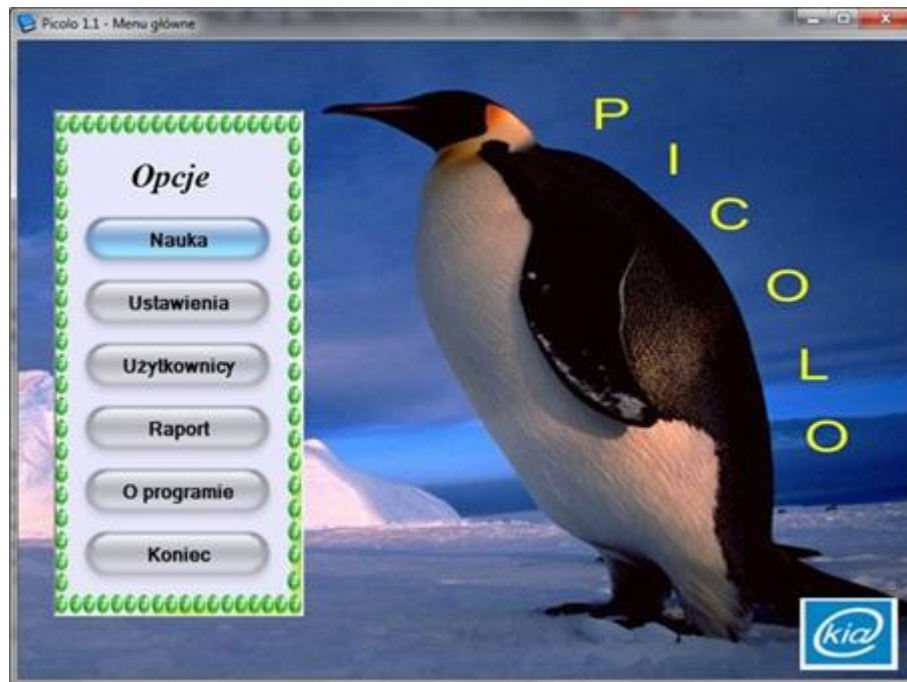 Picolo 1.1 - Menu główne
Opcje
Nauka
Ustawienia
Użytkownicy
Raport
O programie
Koniec
P
I
C
O
L
O
kia